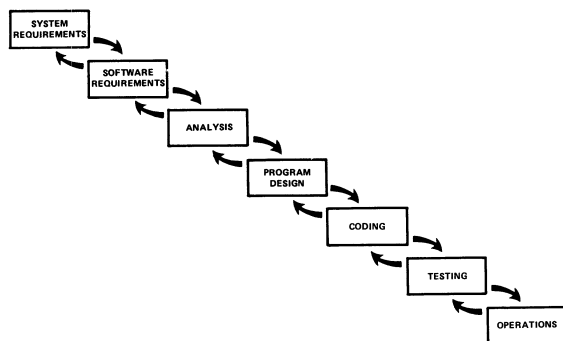 SYSTEM
REQUIREMENTS
SOFTWARE
REQUIREMENTS
ANALYSIS
PROGRAM
DESIGN
CODING
TESTING
OPERATIONS